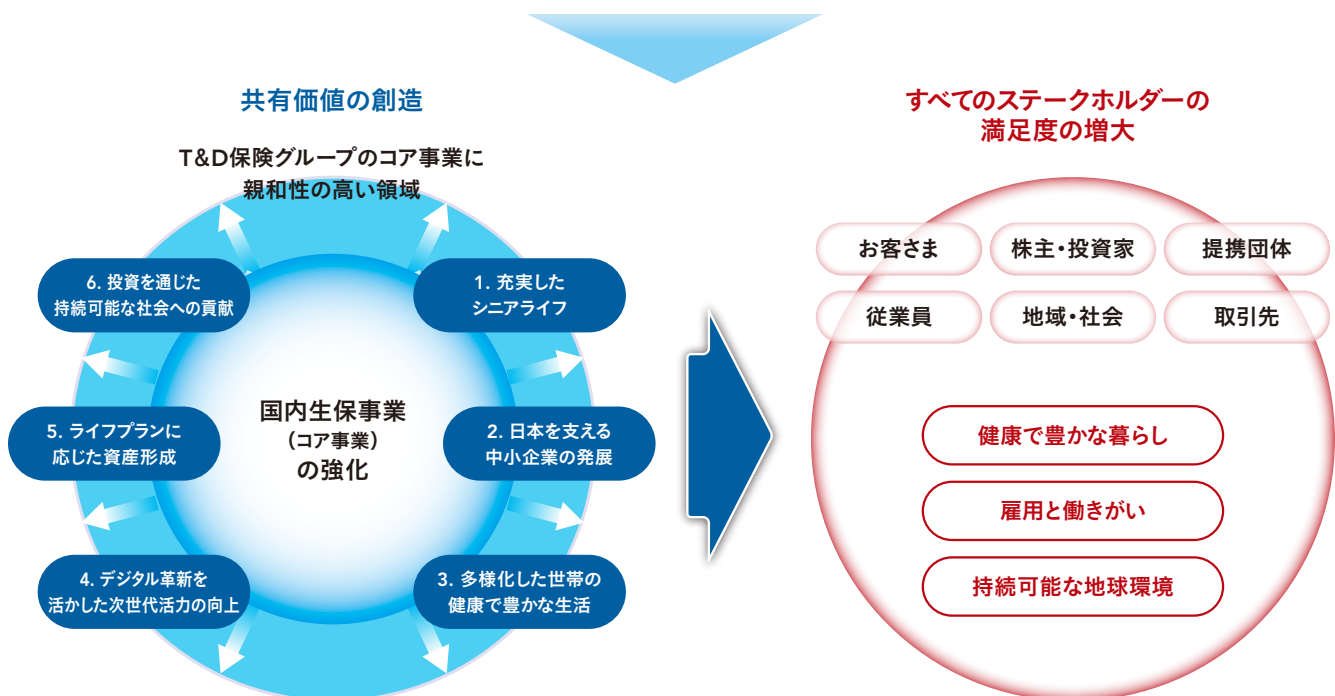 共有価値の創造
T&D保険グループのコア事業に
親和性の高い領域
1. 充実した
シニアライフ
2. 日本を支える
中小企業の発展
3. 多様化した世帯の
健康で豊かな生活
4. デジタル革新を
活かした次世代活力の向上
5. ライフプランに
応じた資産形成
6. 投資を通じた
持続可能な社会への貢献
国内生保事業
（コア事業）
の強化
すべてのステークホルダーの
満足度の増大
お客さま
株主・投資家
提携団体
従業員
地域・社会
取引先
健康で豊かな暮らし
雇用と働きがい
持続可能な地球環境